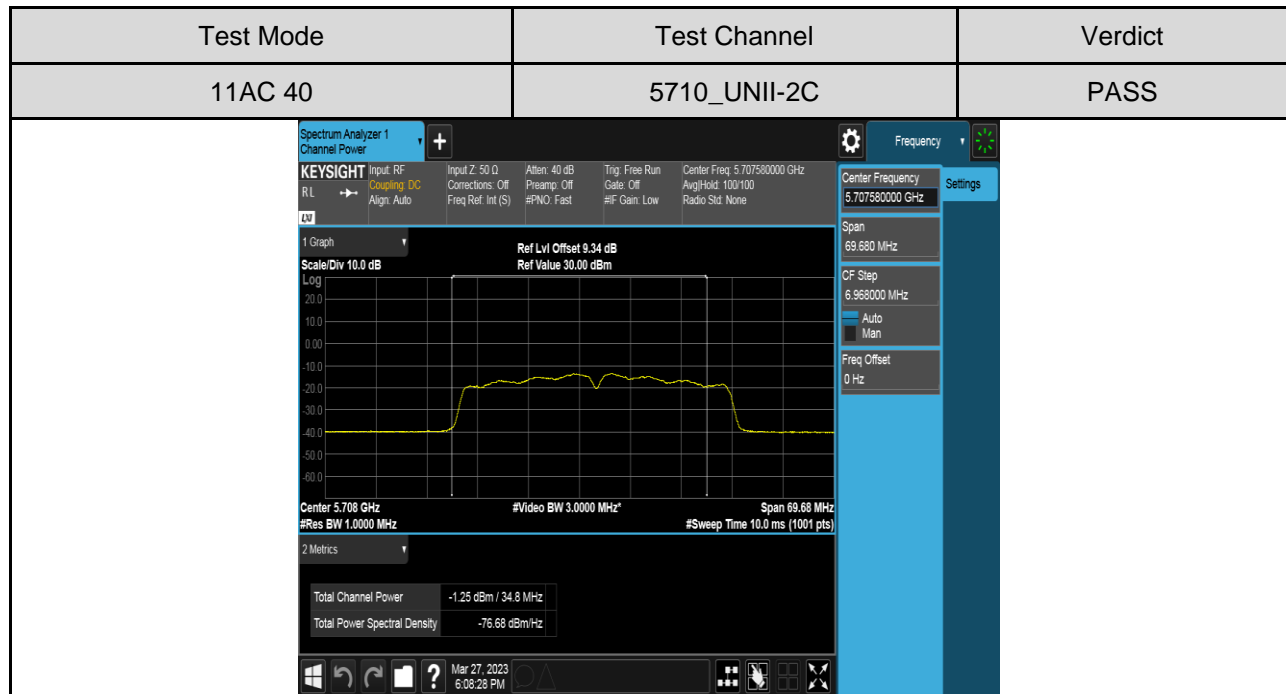 Test Mode Test Channel Verdict
11AC 40 5710_UNII-2C PASS
Spectrum Analyzer 1
Channel Power
+
Frequency
KEYSIGHT
RL
LXI
Input: RF
Coupling: DC
Align: Auto
Input Z: 50 Ω
Corrections: Off
Freq Ref: Int (S)
Atten: 40 dB
Preamp: Off
#PNO: Fast
Trig: Free Run
Gate: Off
#IF Gain: Low
Center Freq: 5.707580000 GHz
Avg|Hold: 100/100
Radio Std: None
Center Frequency
5.707580000 GHz
Settings
Span
69.680 MHz
CF Step
6.968000 MHz
Auto
Man
Freq Offset
0 Hz
1 Graph
Scale/Div 10.0 dB
Ref Lvl Offset 9.34 dB
Ref Value 30.00 dBm
Log
20.0
10.0
0.00
-10.0
-20.0
-30.0
-40.0
-50.0
-60.0
Center 5.708 GHz #Video BW 3.0000 MHz* Span 69.68 MHz
#Res BW 1.0000 MHz #Sweep Time 10.0 ms (1001 pts)
2 Metrics
Total Channel Power -1.25 dBm / 34.8 MHz
Total Power Spectral Density -76.68 dBm/Hz
?
Mar 27, 2023
6:08:28 PM